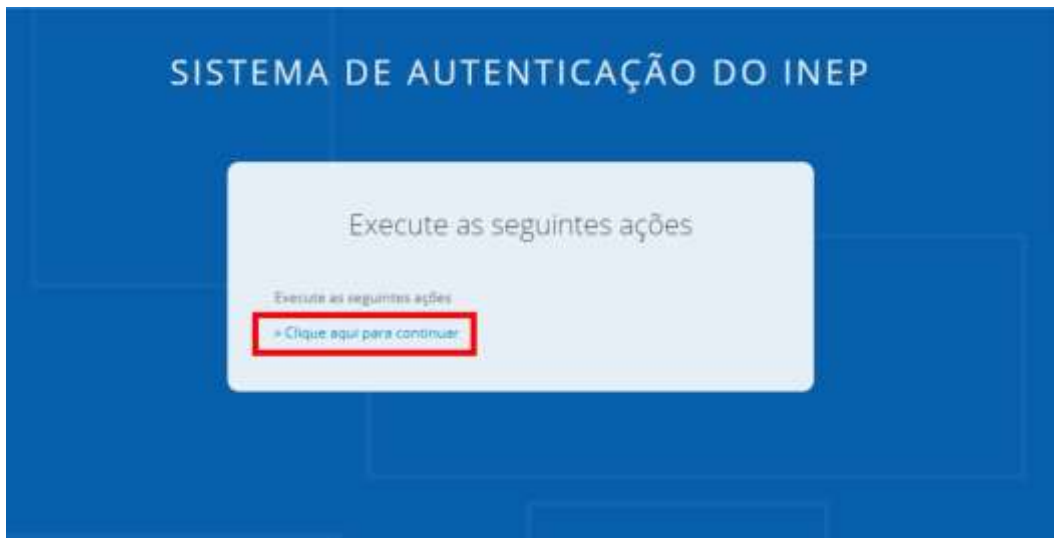 SISTEMA DE AUTENTICAÇÃO DO INEP
Execute as seguintes ações
Execute as seguintes ações
» Clique aqui para continuar